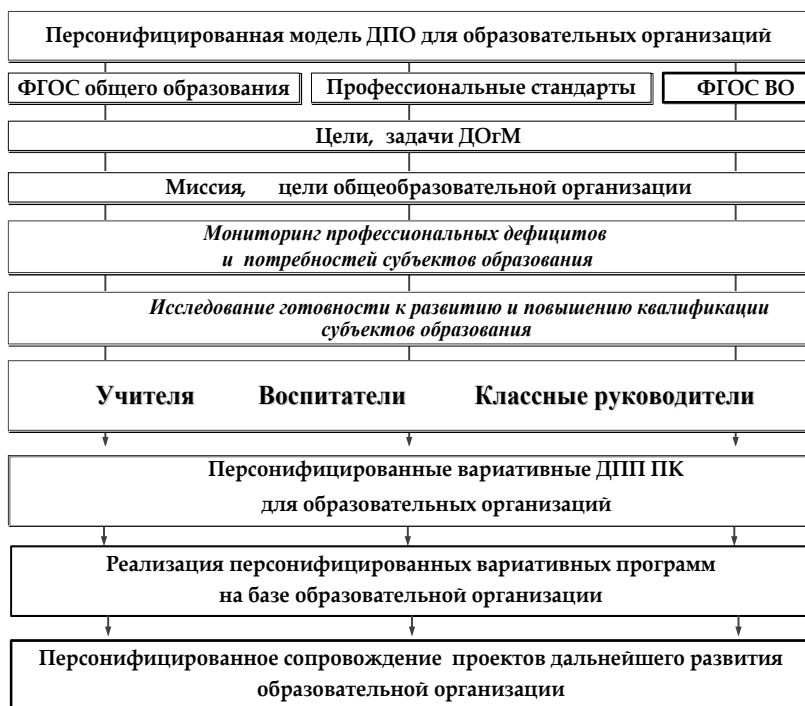 Персонифицированная модель ДПО для образовательных организаций
ФГОС общего образования Профессиональные стандарты ФГОС ВО
Цели, задачи ДОгМ
Миссия, цели общеобразовательной организации
Мониторинг профессиональных дефицитов
и потребностей субъектов образования
Исследование готовности к развитию и повышению квалификации
субъектов образования
Учителя Воспитатели Классные руководители
Персонифицированные вариативные ДПП ПК
для образовательных организаций
Реализация персонифицированных вариативных программ
на базе образовательной организации
Персонифицированное сопровождение проектов дальнейшего развития
образовательной организации